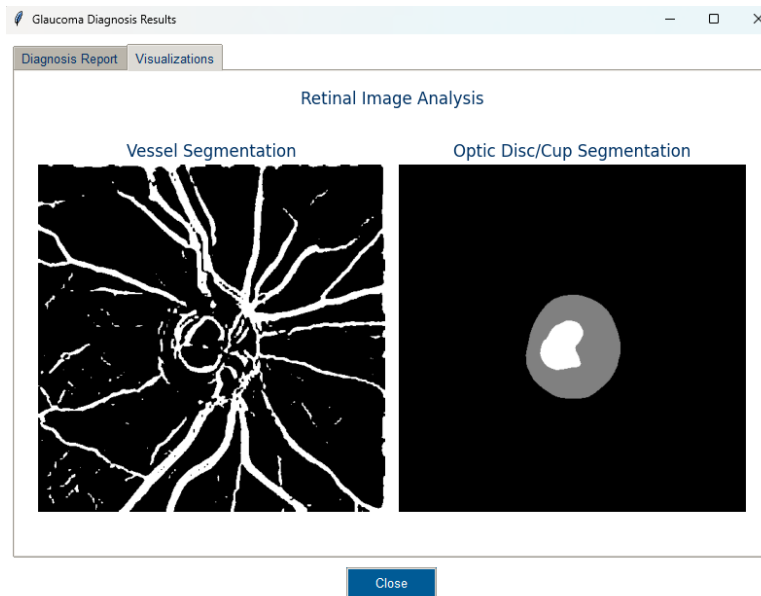 Glaucoma Diagnosis Results
Diagnosis Report Visualizations
Retinal Image Analysis
Vessel Segmentation
Optic Disc/Cup Segmentation
Close